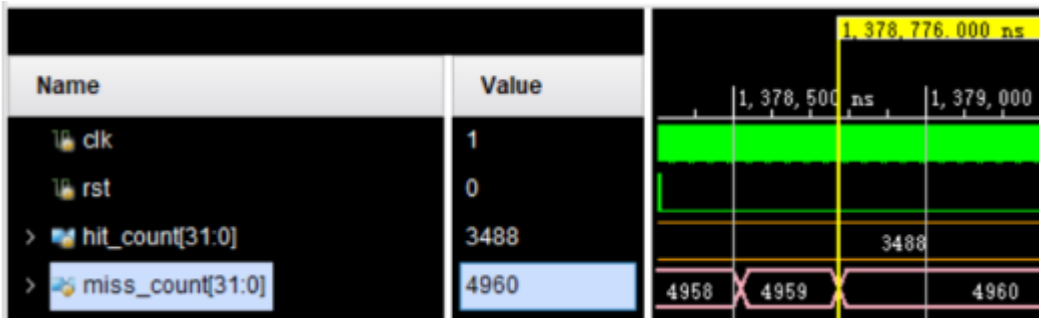 1,378,776.000 ns
Name Value
1,378,500 ns 1,379,000
clk 1
rst 0
> hit_count[31:0] 3488 3488
> miss_count[31:0] 4960 4958 4959 4960